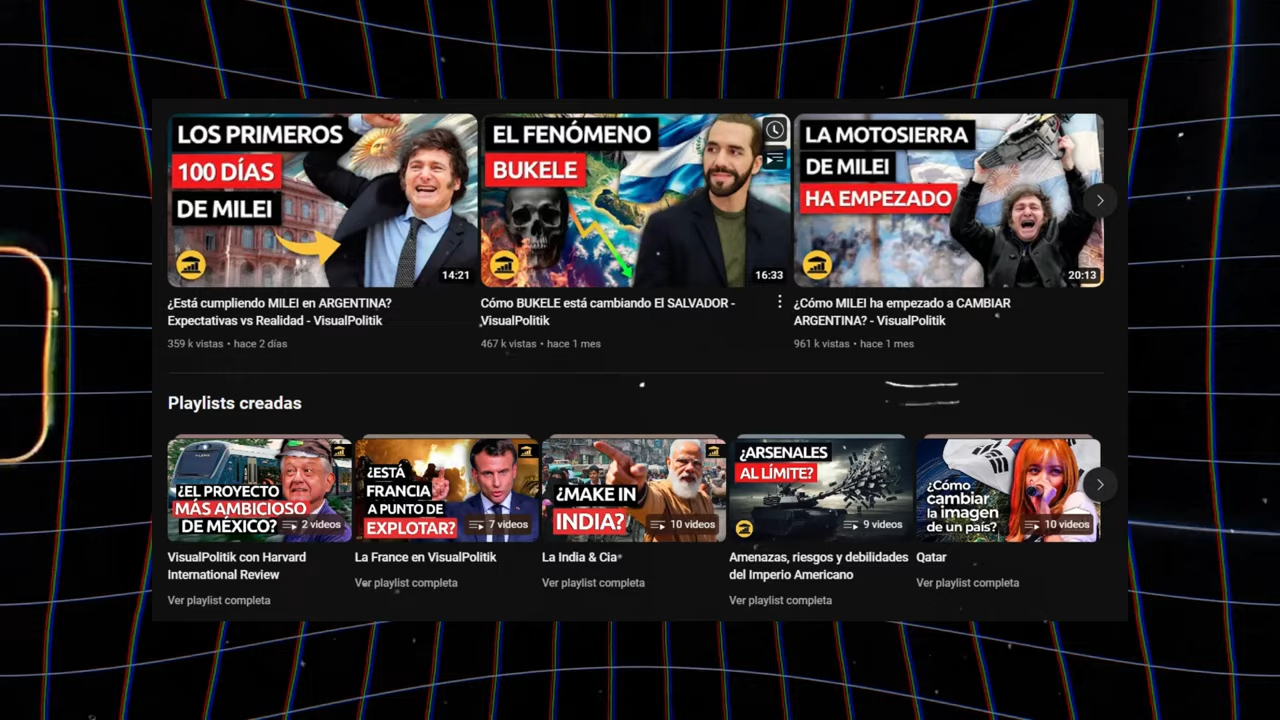 LOS PRIMEROS
100 DÍAS
DE MILEI
14:21
EL FENÓMENO
BUKELE
16:33
LA MOTOSIERRA
DE MILEI
HA EMPEZADO
20:13
¿Está cumpliendo MILEI en ARGENTINA?
Expectativas vs Realidad - VisualPolitik
359 k vistas • hace 2 días
Cómo BUKELE está cambiando El SALVADOR -
VisualPolitik
467 k vistas • hace 1 mes
¿Cómo MILEI ha empezado a CAMBIAR
ARGENTINA? - VisualPolitik
961 k vistas • hace 1 mes
Playlists creadas
¿EL PROYECTO
MÁS AMBICIOSO
DE MÉXICO?
2 videos
¿ESTÁ
FRANCIA
A PUNTO DE
EXPLOTAR?
7 videos
¿MAKE IN
INDIA?
10 videos
¿ARSENALES
AL LÍMITE?
9 videos
¿Cómo
cambiar
la imagen
de un país?
10 videos
VisualPolitik con Harvard
International Review
Ver playlist completa
La France en VisualPolitik
Ver playlist completa
La India & Cia
Ver playlist completa
Amenazas, riesgos y debilidades
del Imperio Americano
Ver playlist completa
Qatar
Ver playlist completa